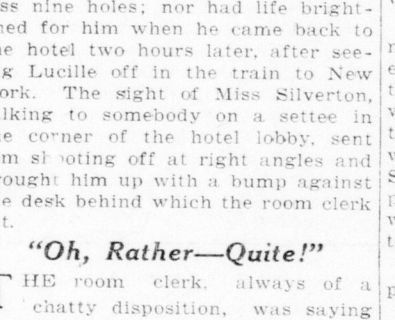 ss nine holes; nor had life bright-
ned for him when he came back to
he hotel two hours later, after see-
g Lucille off in the train to New
ork. The sight of Miss Silverton,
lking to somebody on a settee in
e corner of the hotel lobby, sent
m shooting off at right angles and
rought him up with a bump against
e desk behind which the room clerk
t.
"Oh, Rather—Quite!"
THE room clerk, always of a
chatty disposition, was saying